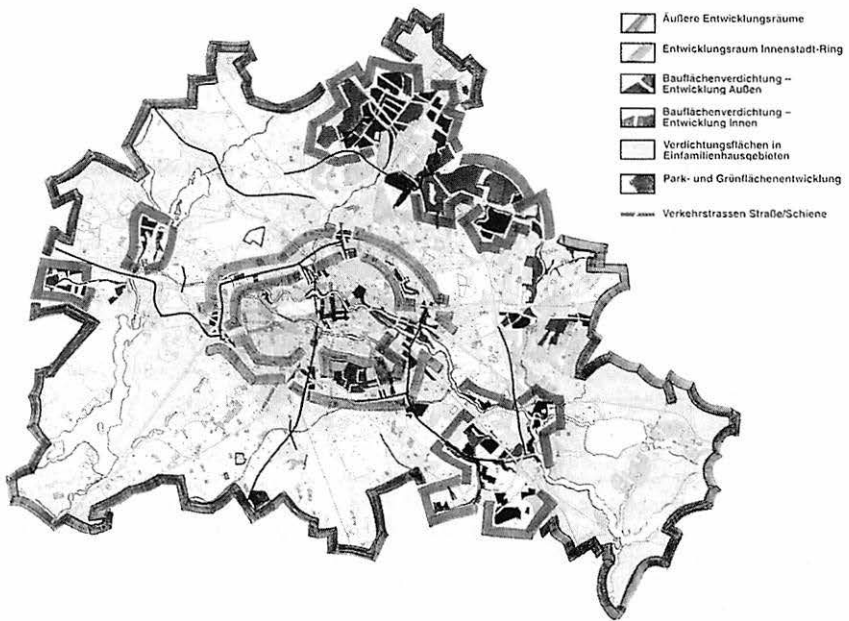 Äußere Entwicklungsräume
Entwicklungsraum Innenstadt-Ring
Bauflächenverdichtung –
Entwicklung Außen
Bauflächenverdichtung –
Entwicklung Innen
Verdichtungsflächen in
Einfamilienhausgebieten
Park- und Grünflächenentwicklung
Verkehrstrassen Straße/Schiene